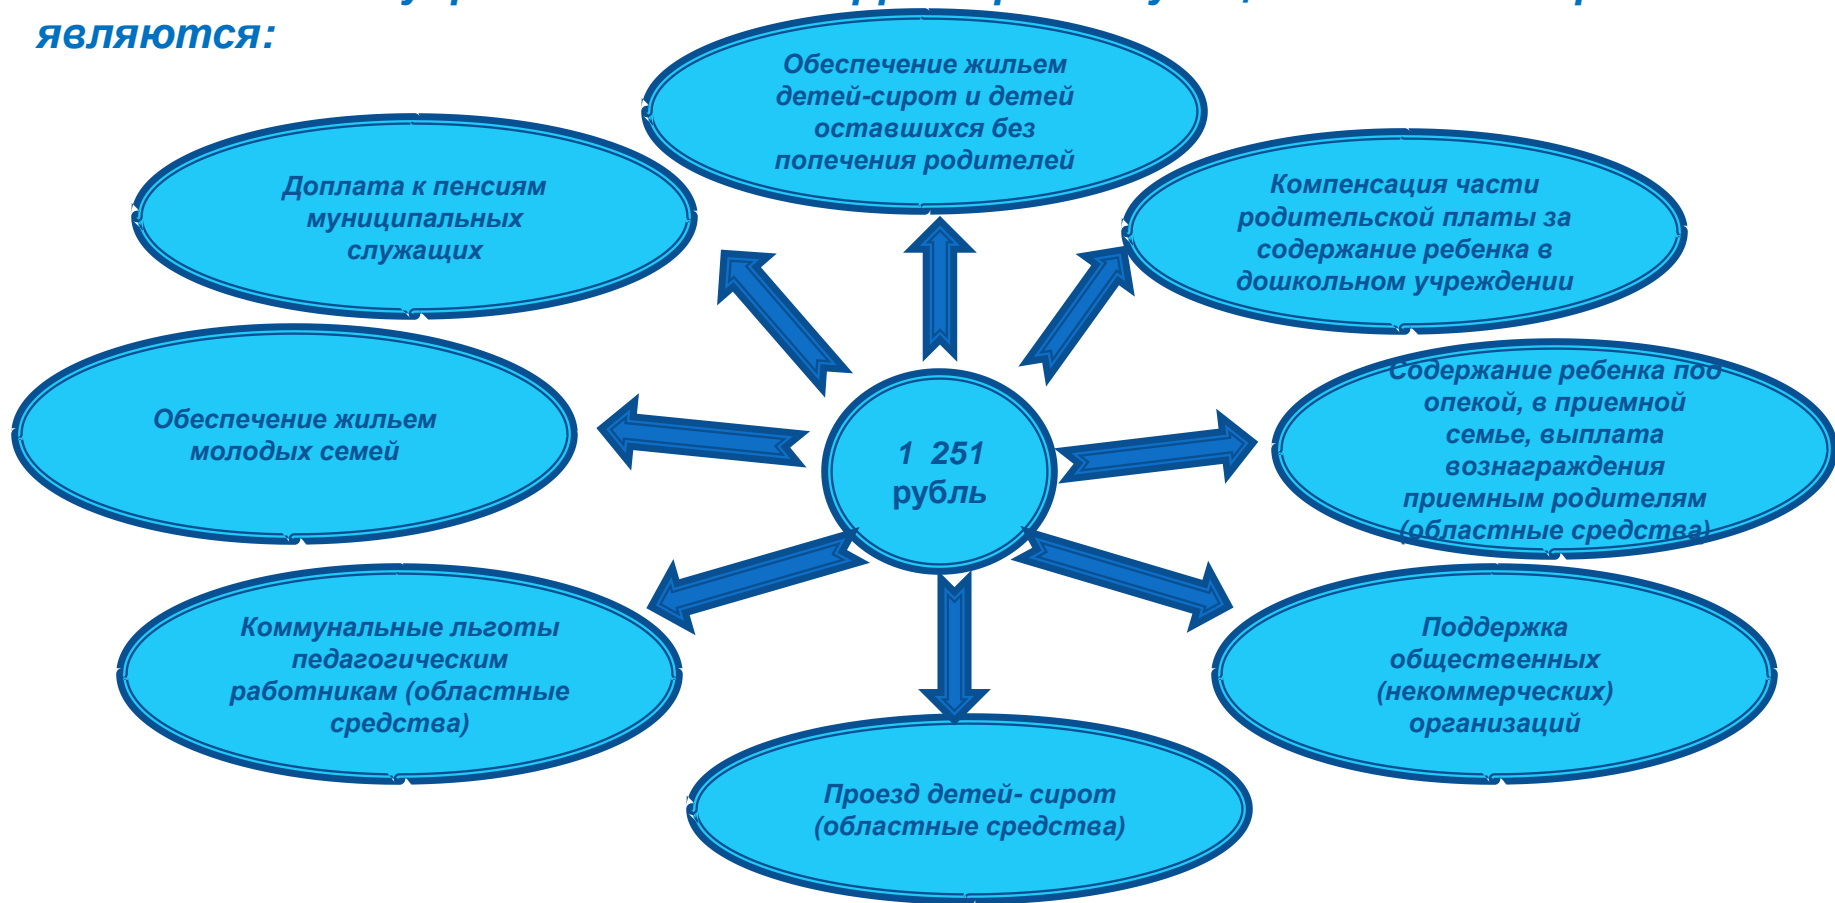 являются:
Обеспечение жильем
детей-сирот и детей
оставшихся без
попечения родителей
Доплата к пенсиям
муниципальных
служащих
Компенсация части
родительской платы за
содержание ребенка в
дошкольном учреждении
Обеспечение жильем
молодых семей
1 251
рубль
Содержание ребенка под
опекой, в приемной
семье, выплата
вознаграждения
приемным родителям
(областные средства)
Коммунальные льготы
педагогическим
работникам (областные
средства)
Поддержка
общественных
(некоммерческих)
организаций
Проезд детей- сирот
(областные средства)